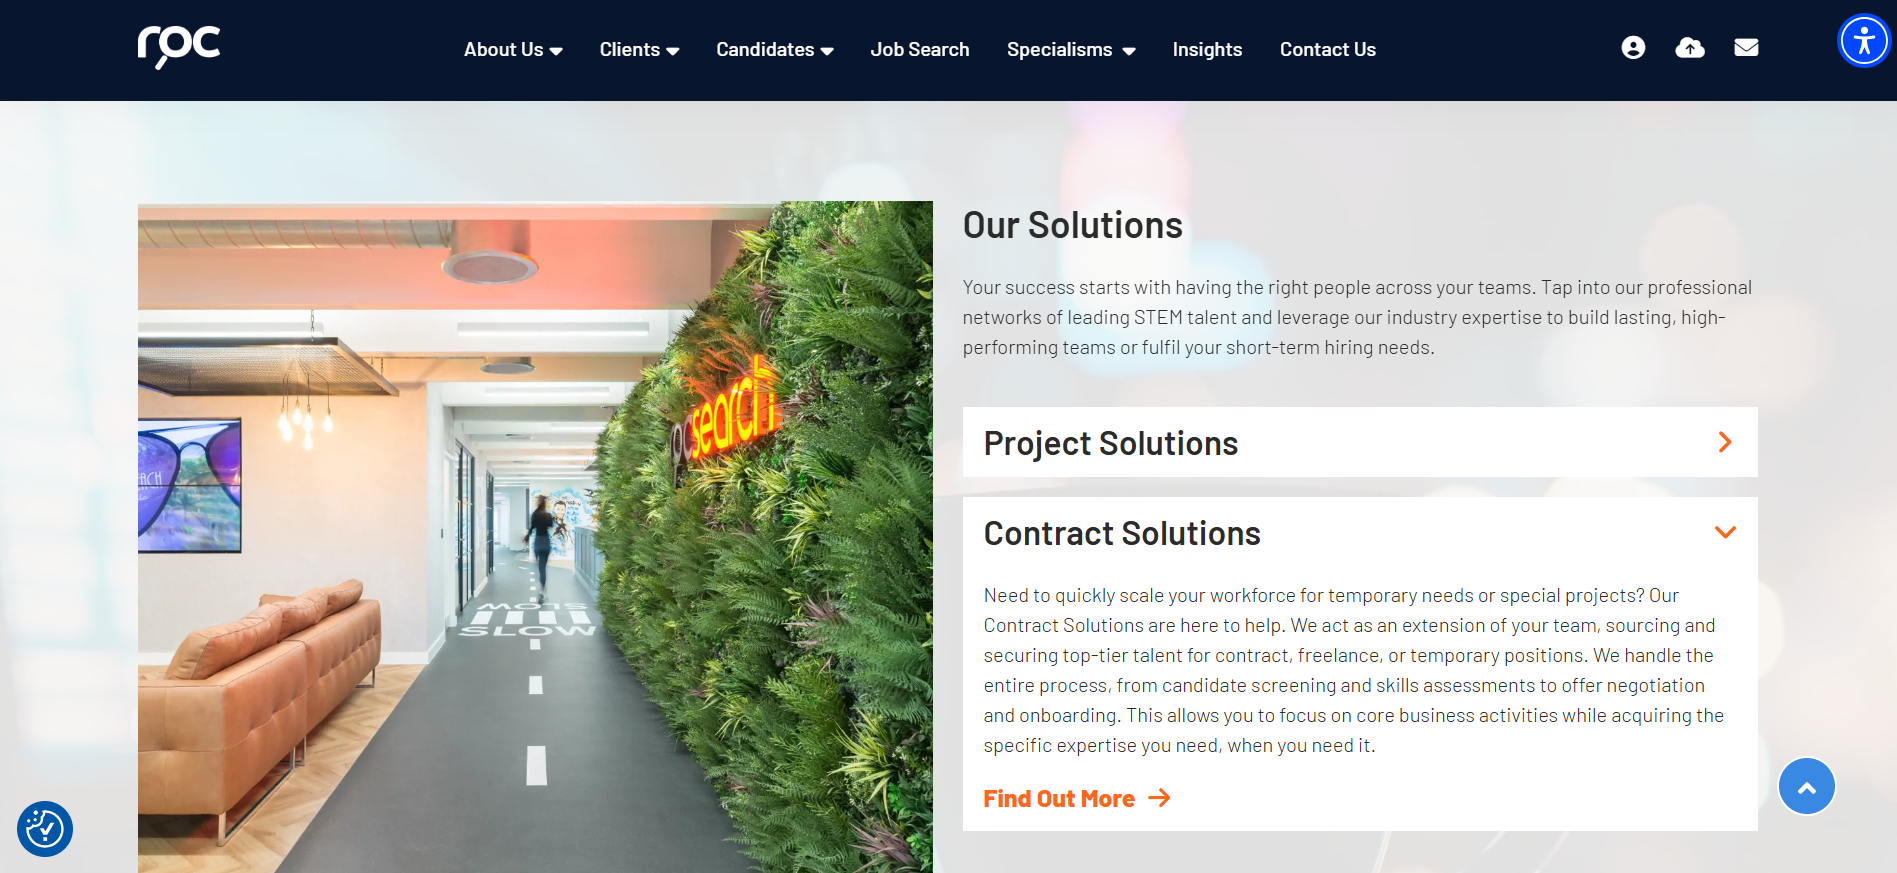 roc
About Us
Clients
Candidates
Job Search
Specialisms
Insights
Contact Us
search
SLOW
SLOW
Our Solutions
Your success starts with having the right people across your teams. Tap into our professional
networks of leading STEM talent and leverage our industry expertise to build lasting, high-
performing teams or fulfil your short-term hiring needs.
Project Solutions
Contract Solutions
Need to quickly scale your workforce for temporary needs or special projects? Our
Contract Solutions are here to help. We act as an extension of your team, sourcing and
securing top-tier talent for contract, freelance, or temporary positions. We handle the
entire process, from candidate screening and skills assessments to offer negotiation
and onboarding. This allows you to focus on core business activities while acquiring the
specific expertise you need, when you need it.
Find Out More